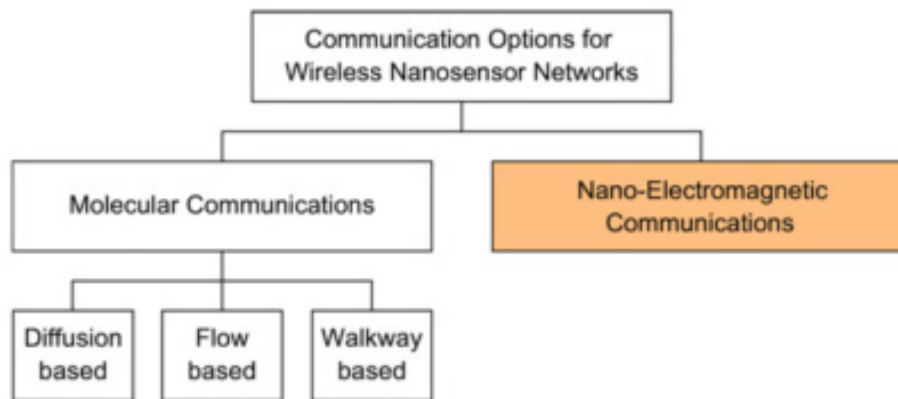 Communication Options for
Wireless Nanosensor Networks
Molecular Communications
Nano-Electromagnetic
Communications
Diffusion
based
Flow
based
Walkway
based